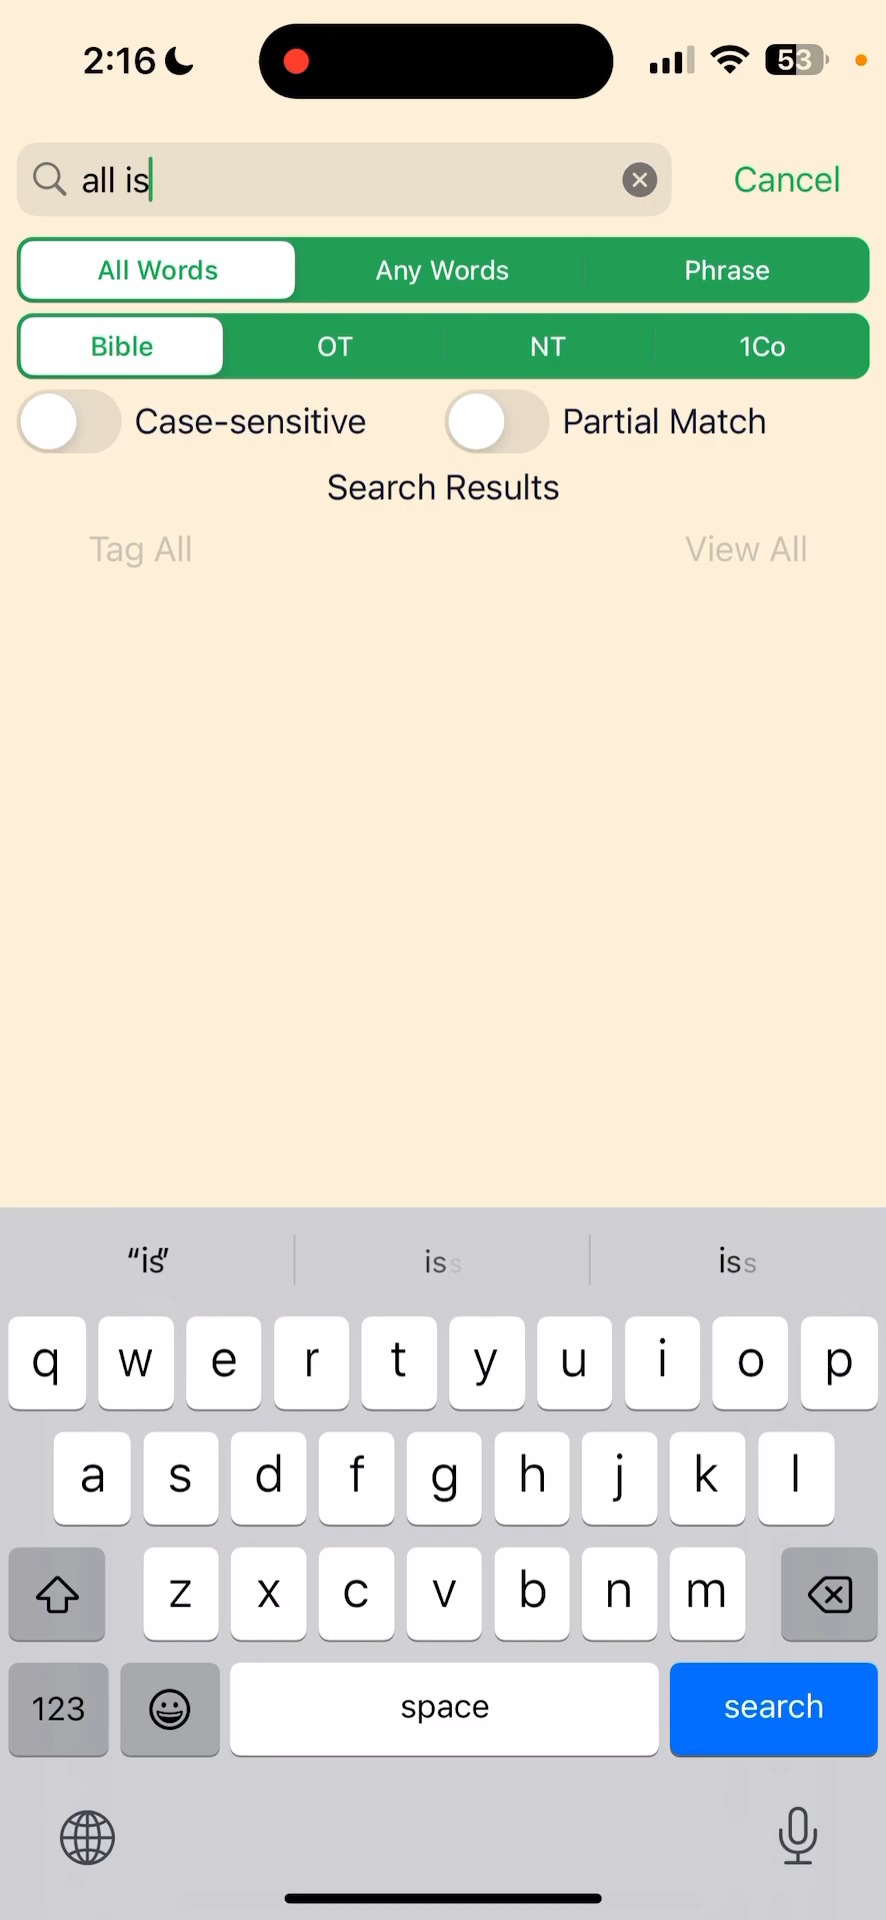 2:16 53
all is Cancel
All Words Any Words Phrase
Bible OT NT 1Co
Case-sensitive Partial Match
Search Results
Tag All View All
“is” iss iss
q w e r t y u i o p
a s d f g h j k l
z x c v b n m
123 space search